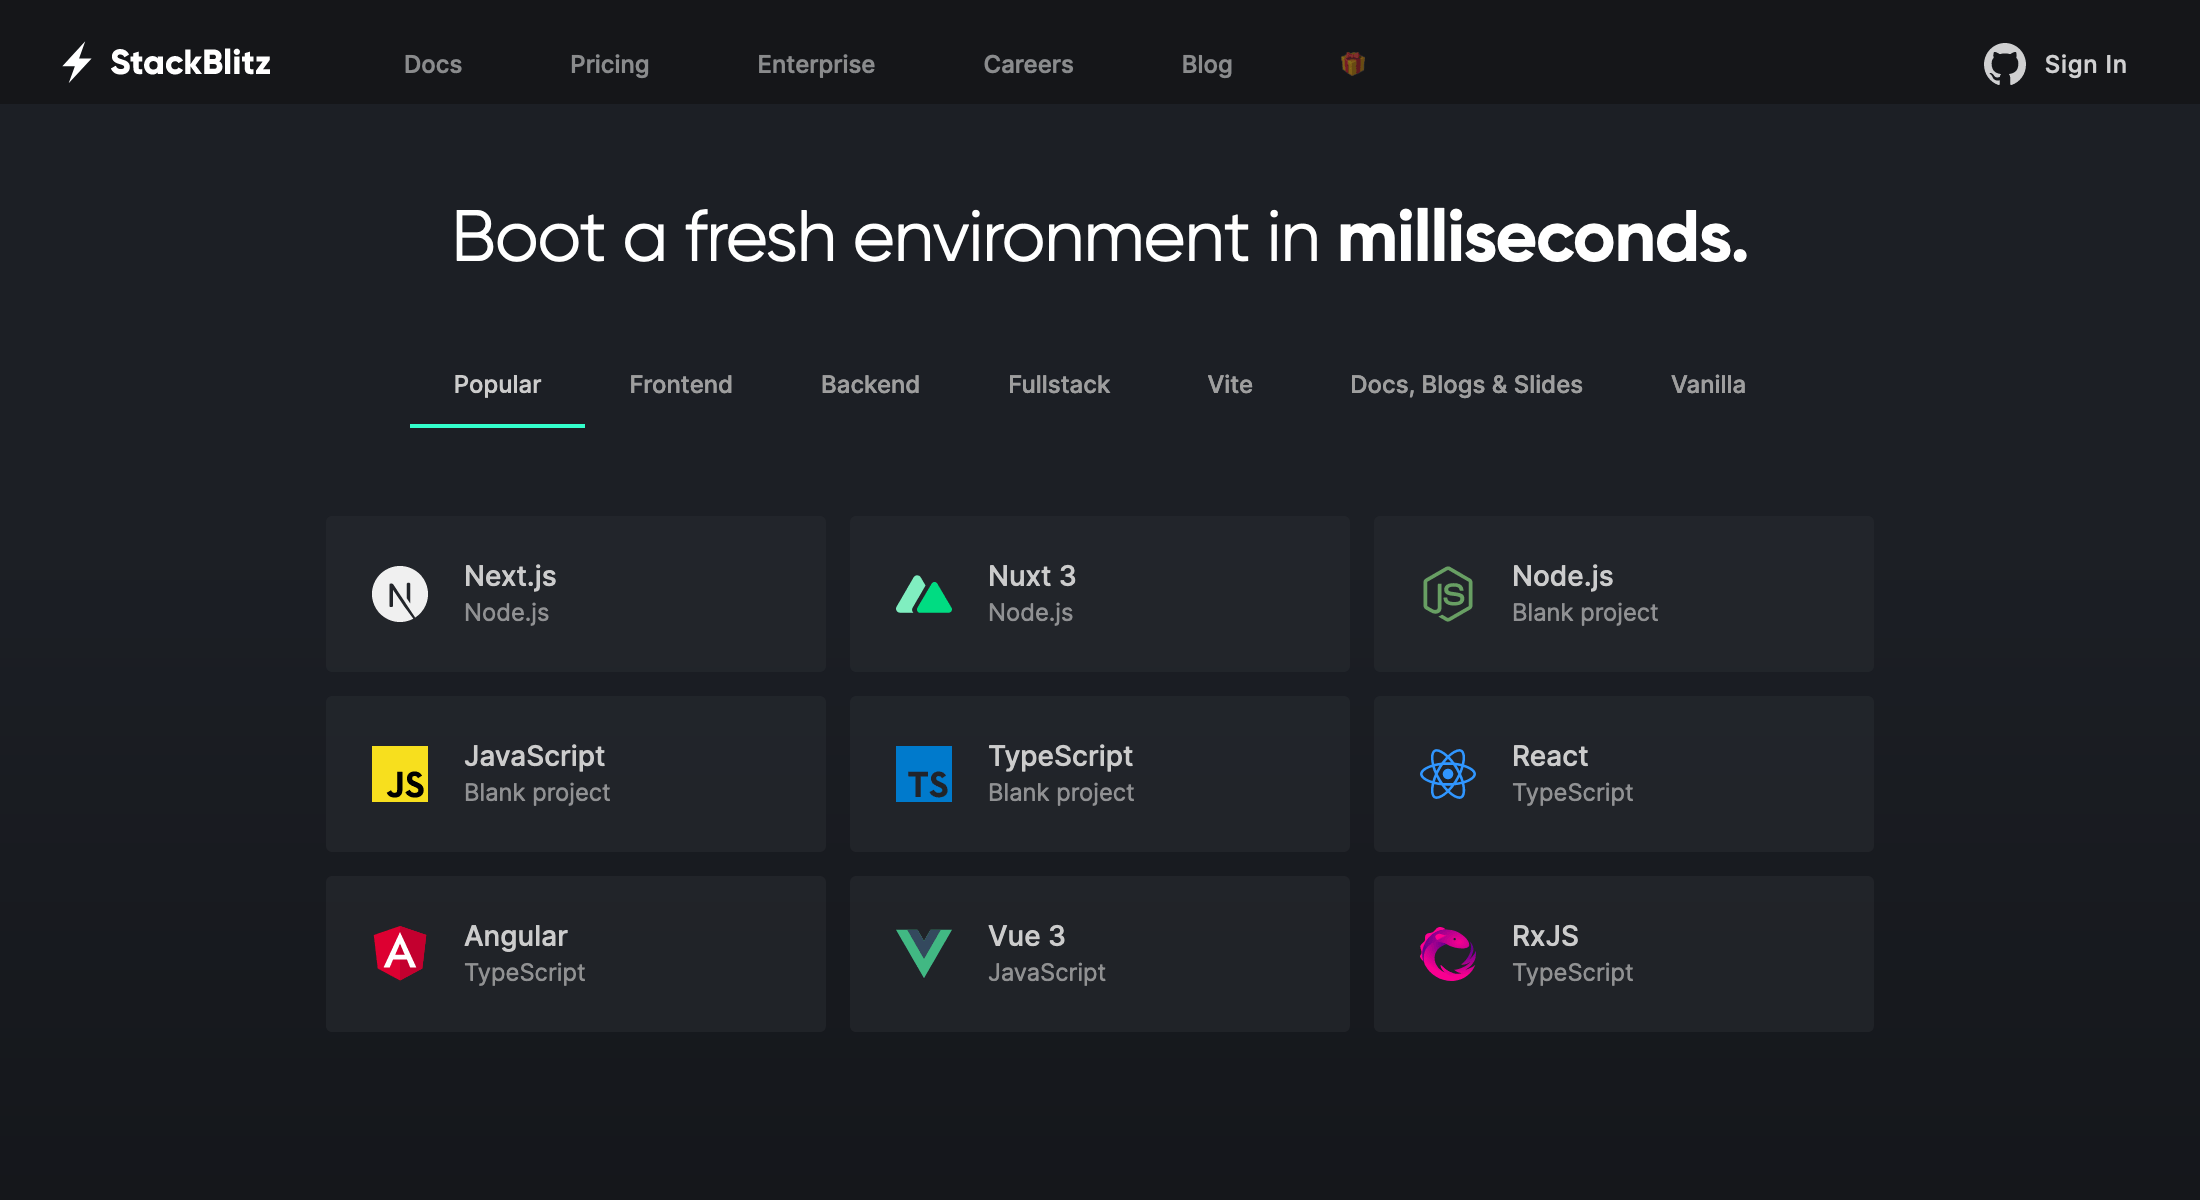 StackBlitz Docs Pricing Enterprise Careers Blog Sign In
Boot a fresh environment in milliseconds.
Popular Frontend Backend Fullstack Vite Docs, Blogs & Slides Vanilla
N Next.js
Node.js
Nuxt 3
Node.js
JS Node.js
Blank project
JS JavaScript
Blank project
TS TypeScript
Blank project
React
TypeScript
A Angular
TypeScript
Vue 3
JavaScript
RxJS
TypeScript